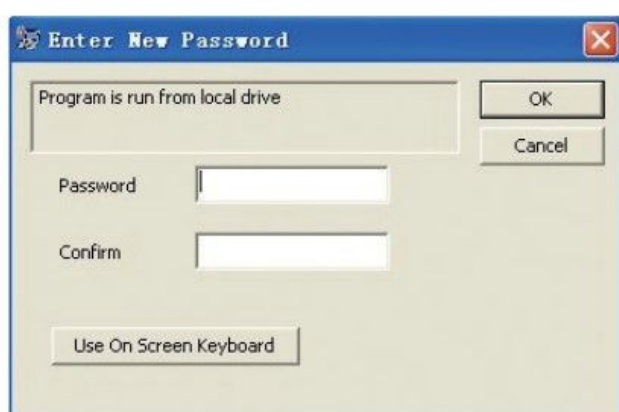 Enter New Password
Program is run from local drive
OK
Cancel
Password
Confirm
Use On Screen Keyboard